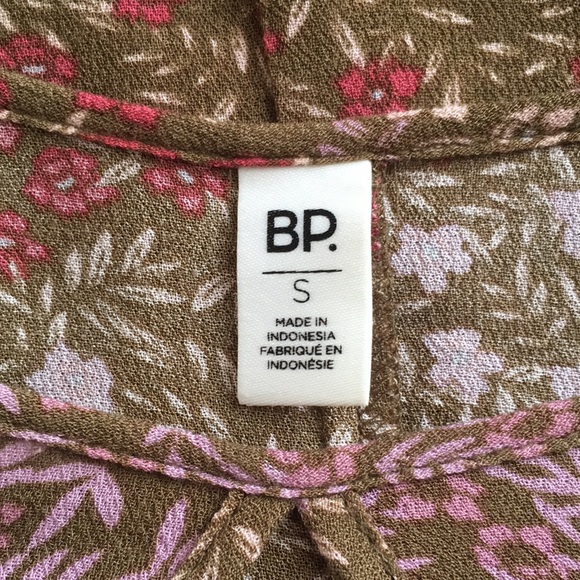 BP.
S
MADE IN
INDONESIA
FABRIQUÉ EN
INDONÉSIE